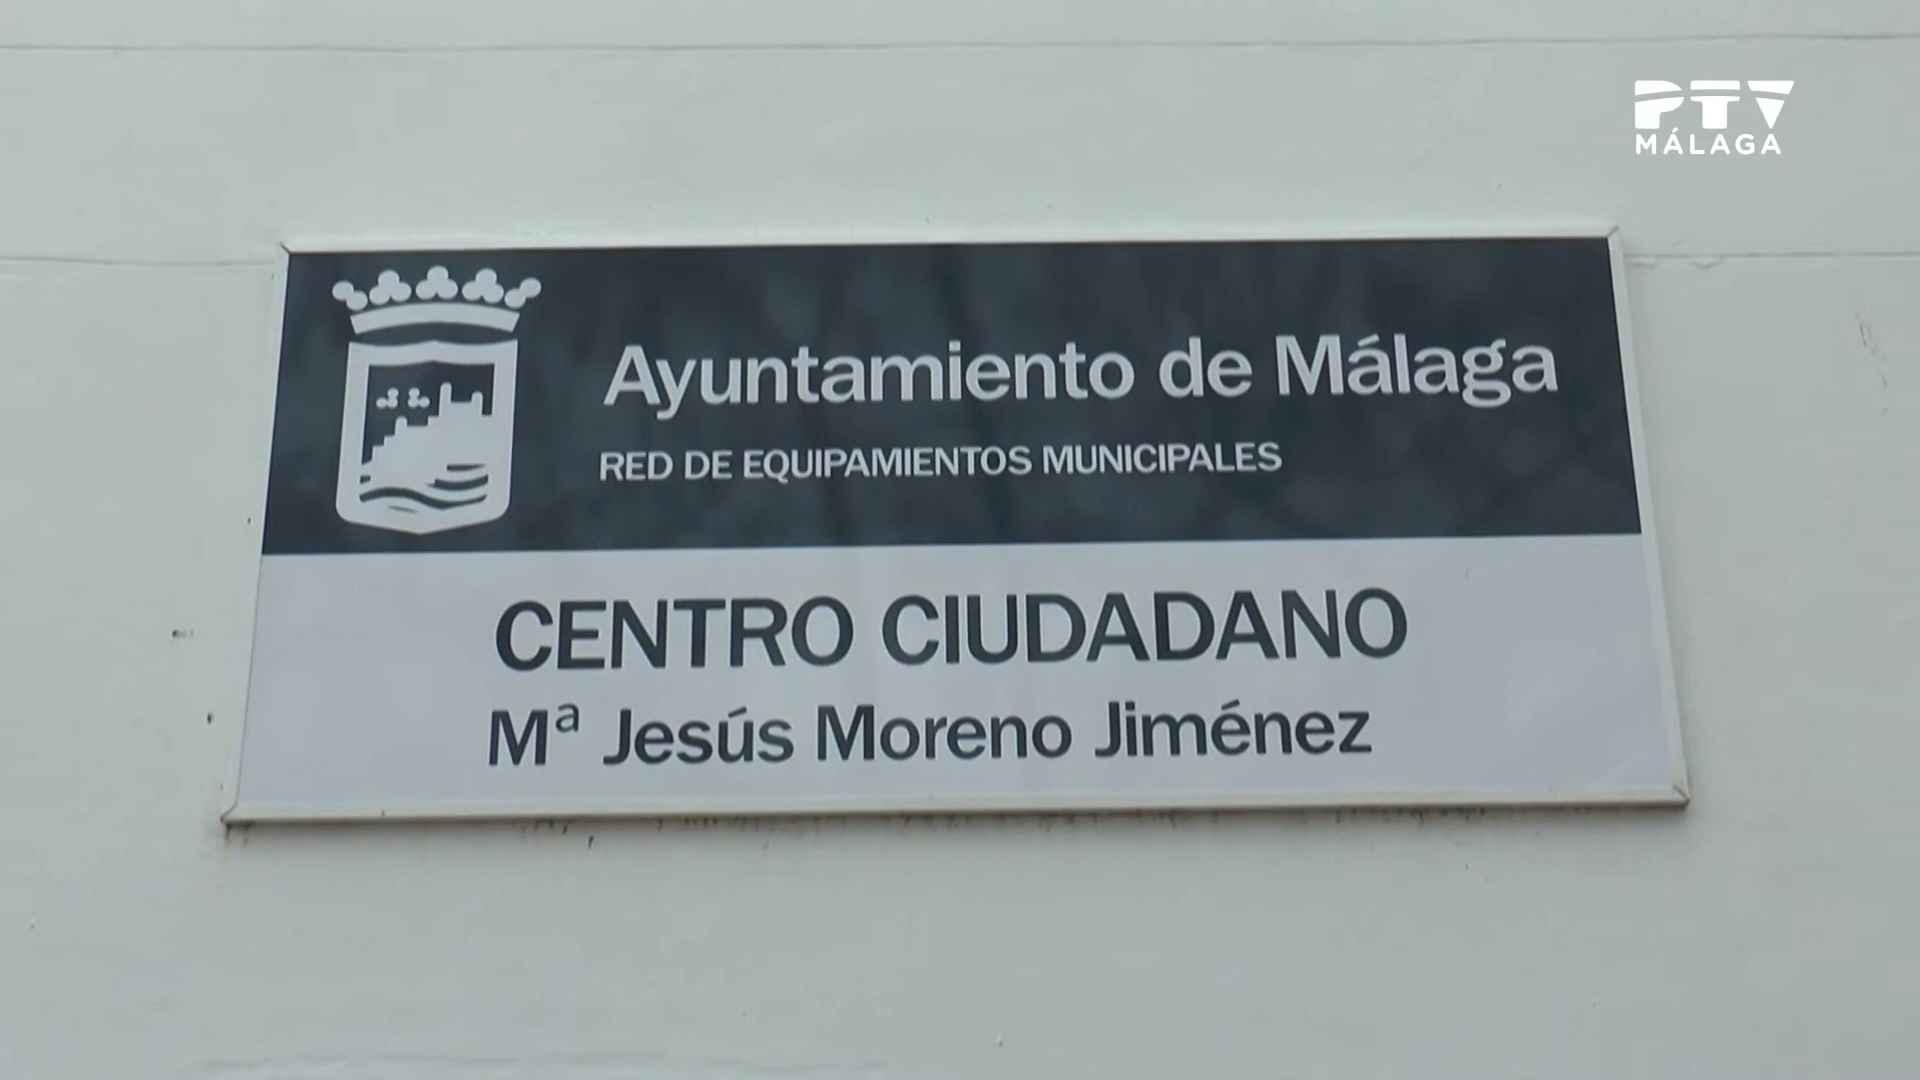 PTV
MÁLAGA
Ayuntamiento de Málaga
RED DE EQUIPAMIENTOS MUNICIPALES
CENTRO CIUDADANO
Mª Jesús Moreno Jiménez